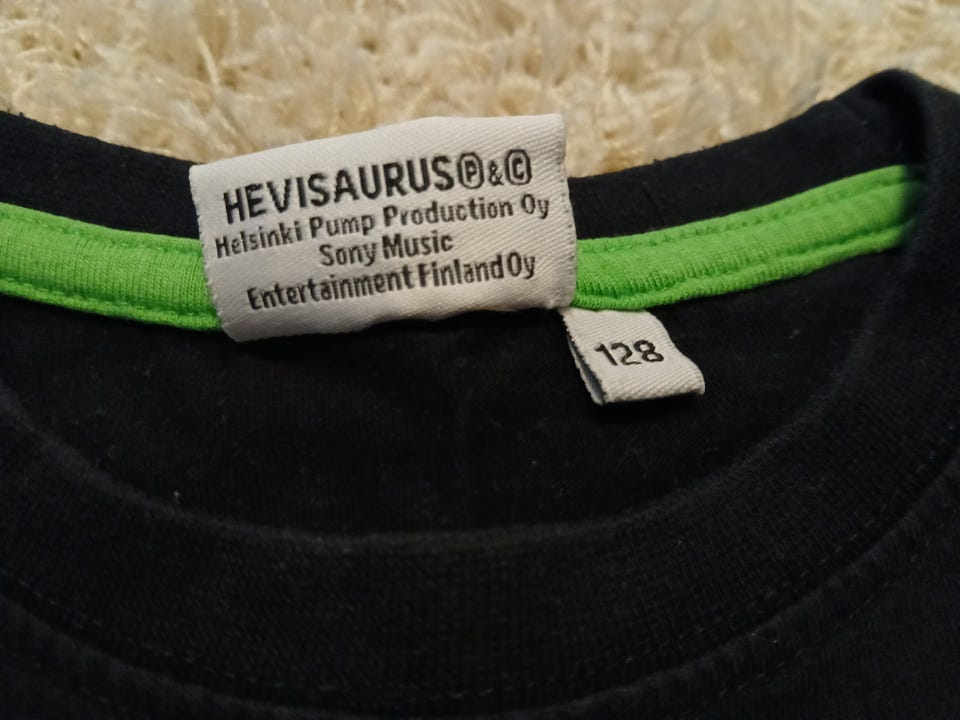 HEVISAURUS℗&©
Helsinki Pump Production Oy
Sony Music
Entertainment Finland Oy
128